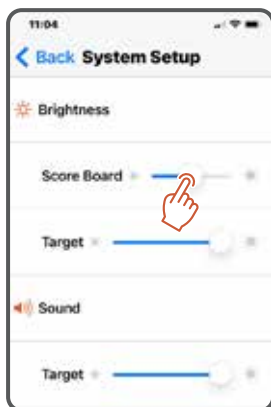 11:04
Back System Setup
Brightness
Score Board
Target
Sound
Target